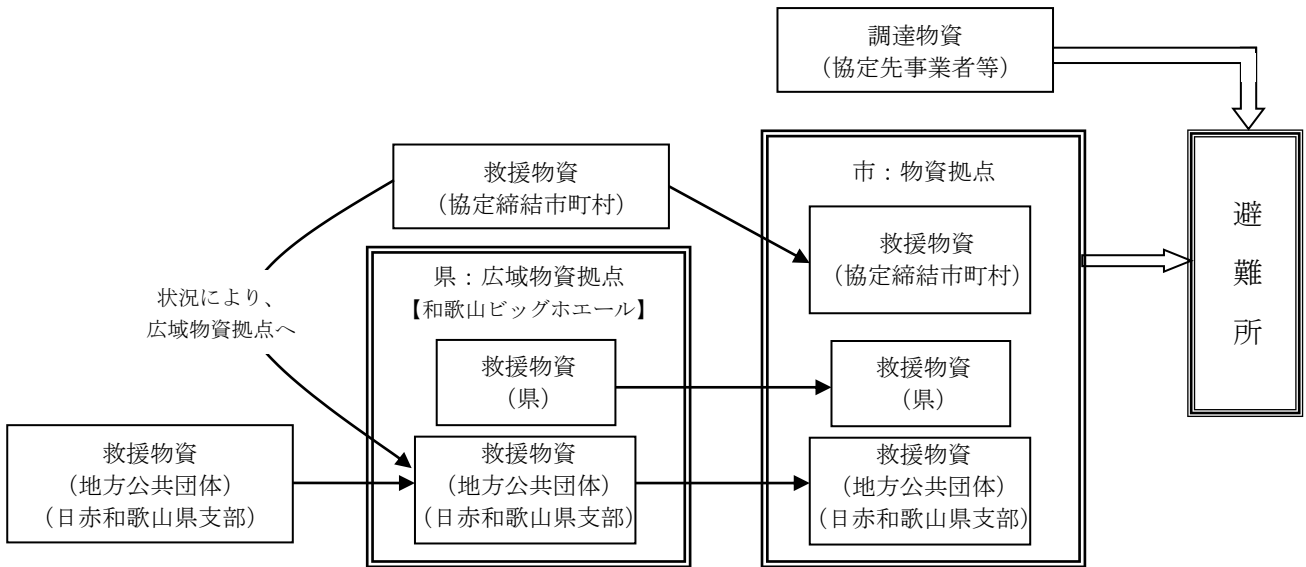 調達物資
（協定先事業者等）
救援物資
（協定締結市町村）
状況により、
広域物資拠点へ
県：広域物資拠点
【和歌山ビッグホエール】
救援物資
（県）
救援物資
（地方公共団体）
（日赤和歌山県支部）
救援物資
（地方公共団体）
（日赤和歌山県支部）
市：物資拠点
救援物資
（協定締結市町村）
救援物資
（県）
救援物資
（地方公共団体）
（日赤和歌山県支部）
避難所